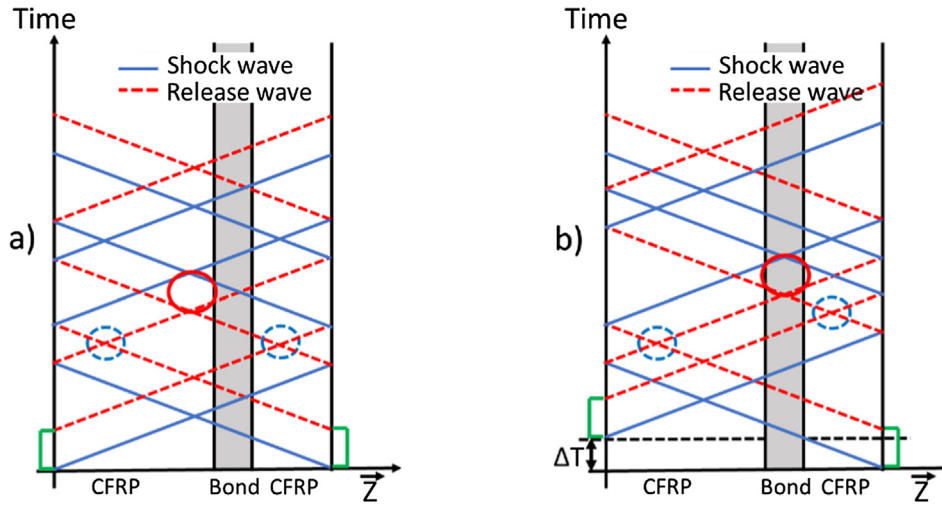 Time
Shock wave
Release wave
a)
CFRP
Bond
CFRP
Z
Time
Shock wave
Release wave
b)
ΔT
CFRP
Bond
CFRP
Z